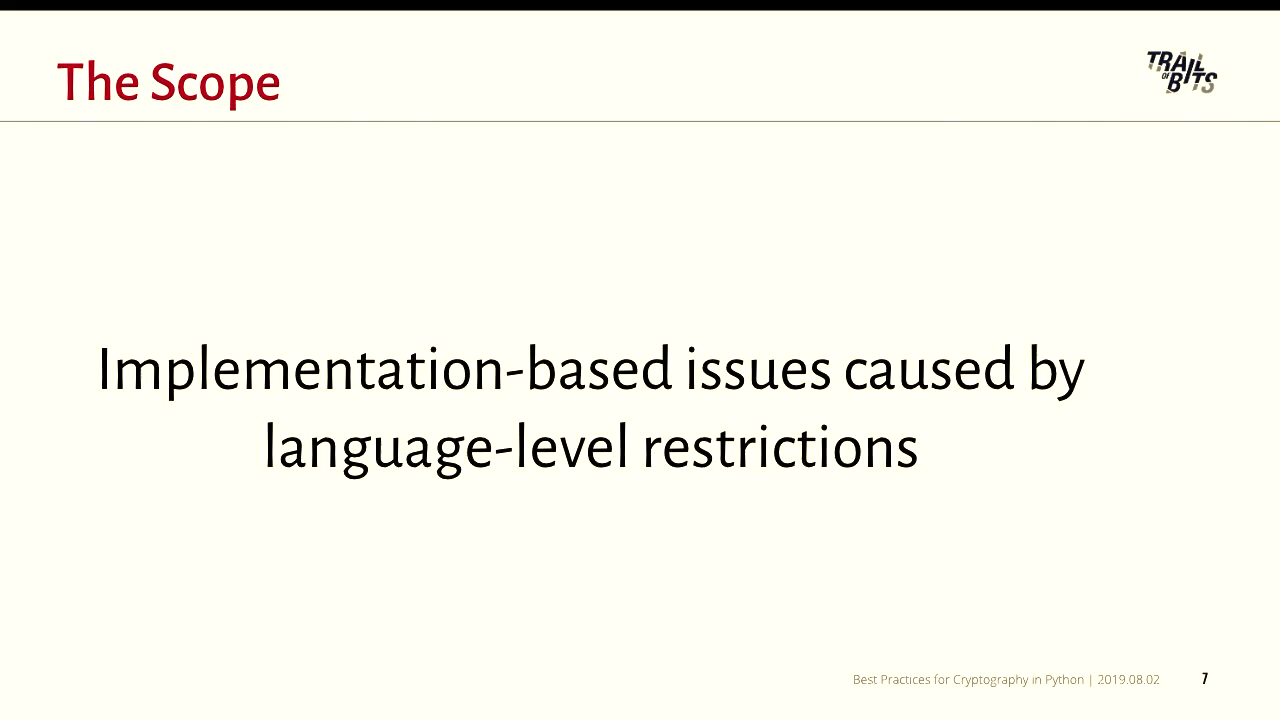 The Scope
TRAIL
OF
BITS
Implementation-based issues caused by
language-level restrictions
Best Practices for Cryptography in Python | 2019.08.02
7